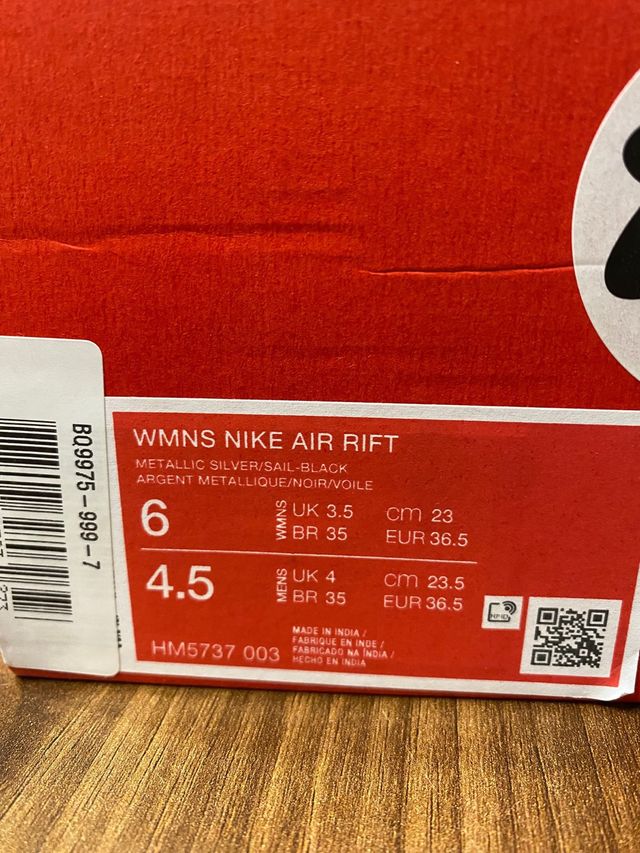 BQ9975-999-7
WMNS NIKE AIR RIFT
METALLIC SILVER/SAIL-BLACK
ARGENT METALLIQUE/NOIR/VOILE
6
WMNS
UK 3.5 cm 23
BR 35 EUR 36.5
4.5
MENS
UK 4 cm 23.5
BR 35 EUR 36.5
HM5737 003
MADE IN INDIA /
FABRIQUE EN INDE /
FABRICADO NA ÍNDIA /
HECHO EN INDIA